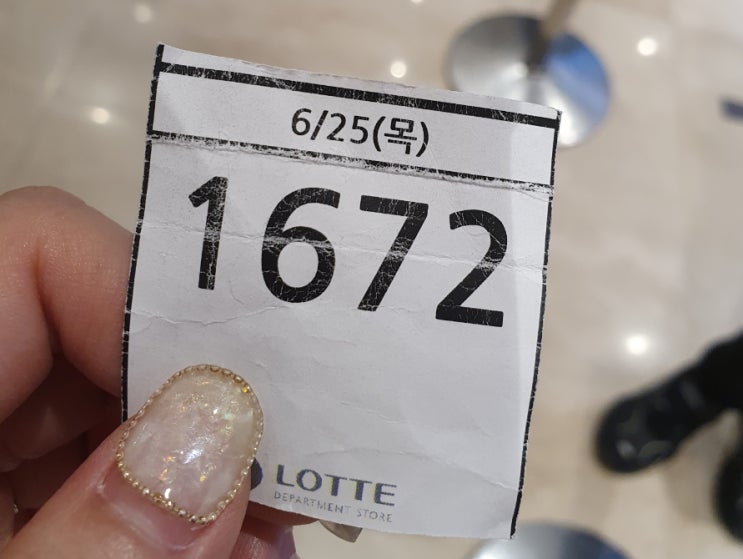 6/25(목)
1672
LOTTE
DEPARTMENT STORE